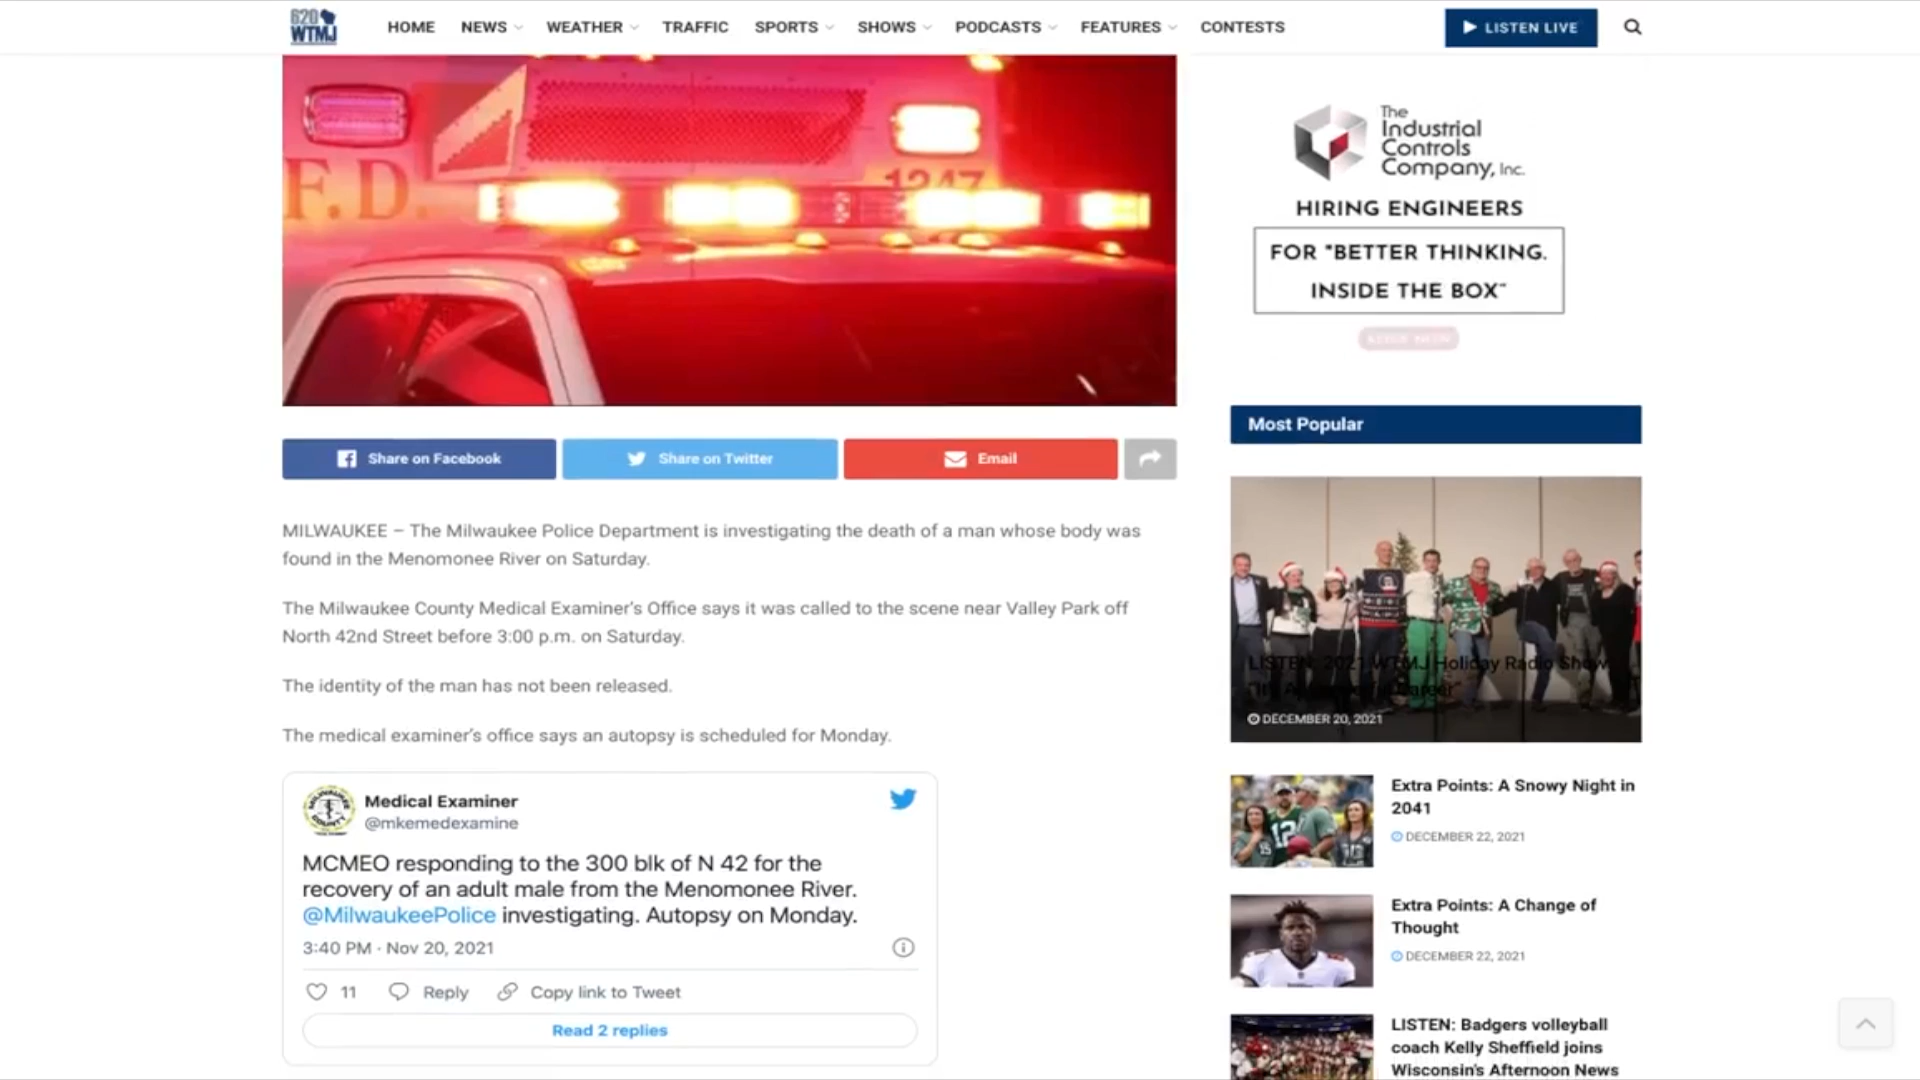 620
WTMJ
HOME
NEWS
WEATHER
TRAFFIC
SPORTS
SHOWS
PODCASTS
FEATURES
CONTESTS
LISTEN LIVE
F.D.
1247
Share on Facebook
Share on Twitter
Email
MILWAUKEE – The Milwaukee Police Department is investigating the death of a man whose body was
found in the Menomonee River on Saturday.
The Milwaukee County Medical Examiner's Office says it was called to the scene near Valley Park off
North 42nd Street before 3:00 p.m. on Saturday.
The identity of the man has not been released.
The medical examiner's office says an autopsy is scheduled for Monday.
Medical Examiner
@mkemedexamine
MCMEO responding to the 300 blk of N 42 for the
recovery of an adult male from the Menomonee River.
@MilwaukeePolice investigating. Autopsy on Monday.
3:40 PM · Nov 20, 2021
11
Reply
Copy link to Tweet
Read 2 replies
The
Industrial
Controls
Company, Inc.
HIRING ENGINEERS
FOR "BETTER THINKING.
INSIDE THE BOX"
Most Popular
LISTEN: 2021 WTMJ Holiday Radio Show
DECEMBER 20, 2021
Extra Points: A Snowy Night in
2041
DECEMBER 22, 2021
Extra Points: A Change of
Thought
DECEMBER 22, 2021
LISTEN: Badgers volleyball
coach Kelly Sheffield joins
Wisconsin's Afternoon News